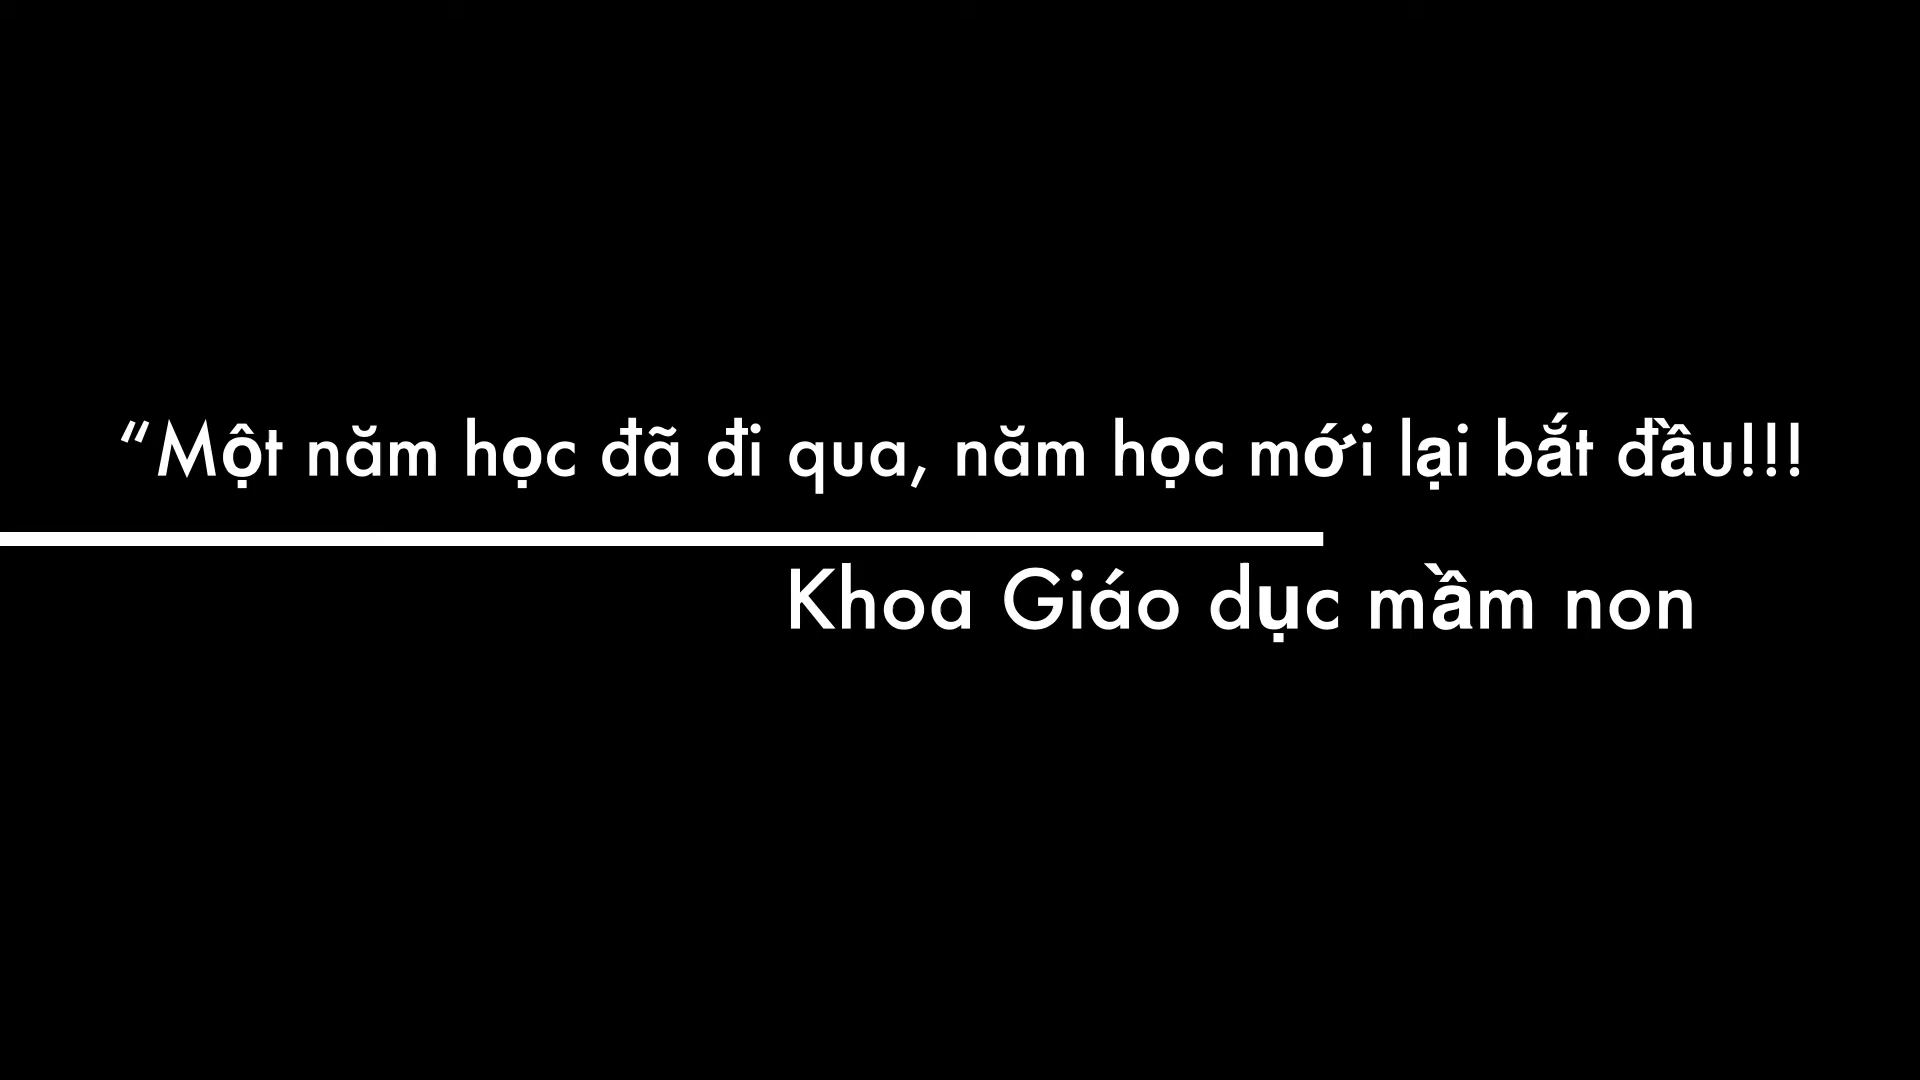 “Một năm học đã đi qua, năm học mới lại bắt đầu!!!
Khoa Giáo dục mầm non